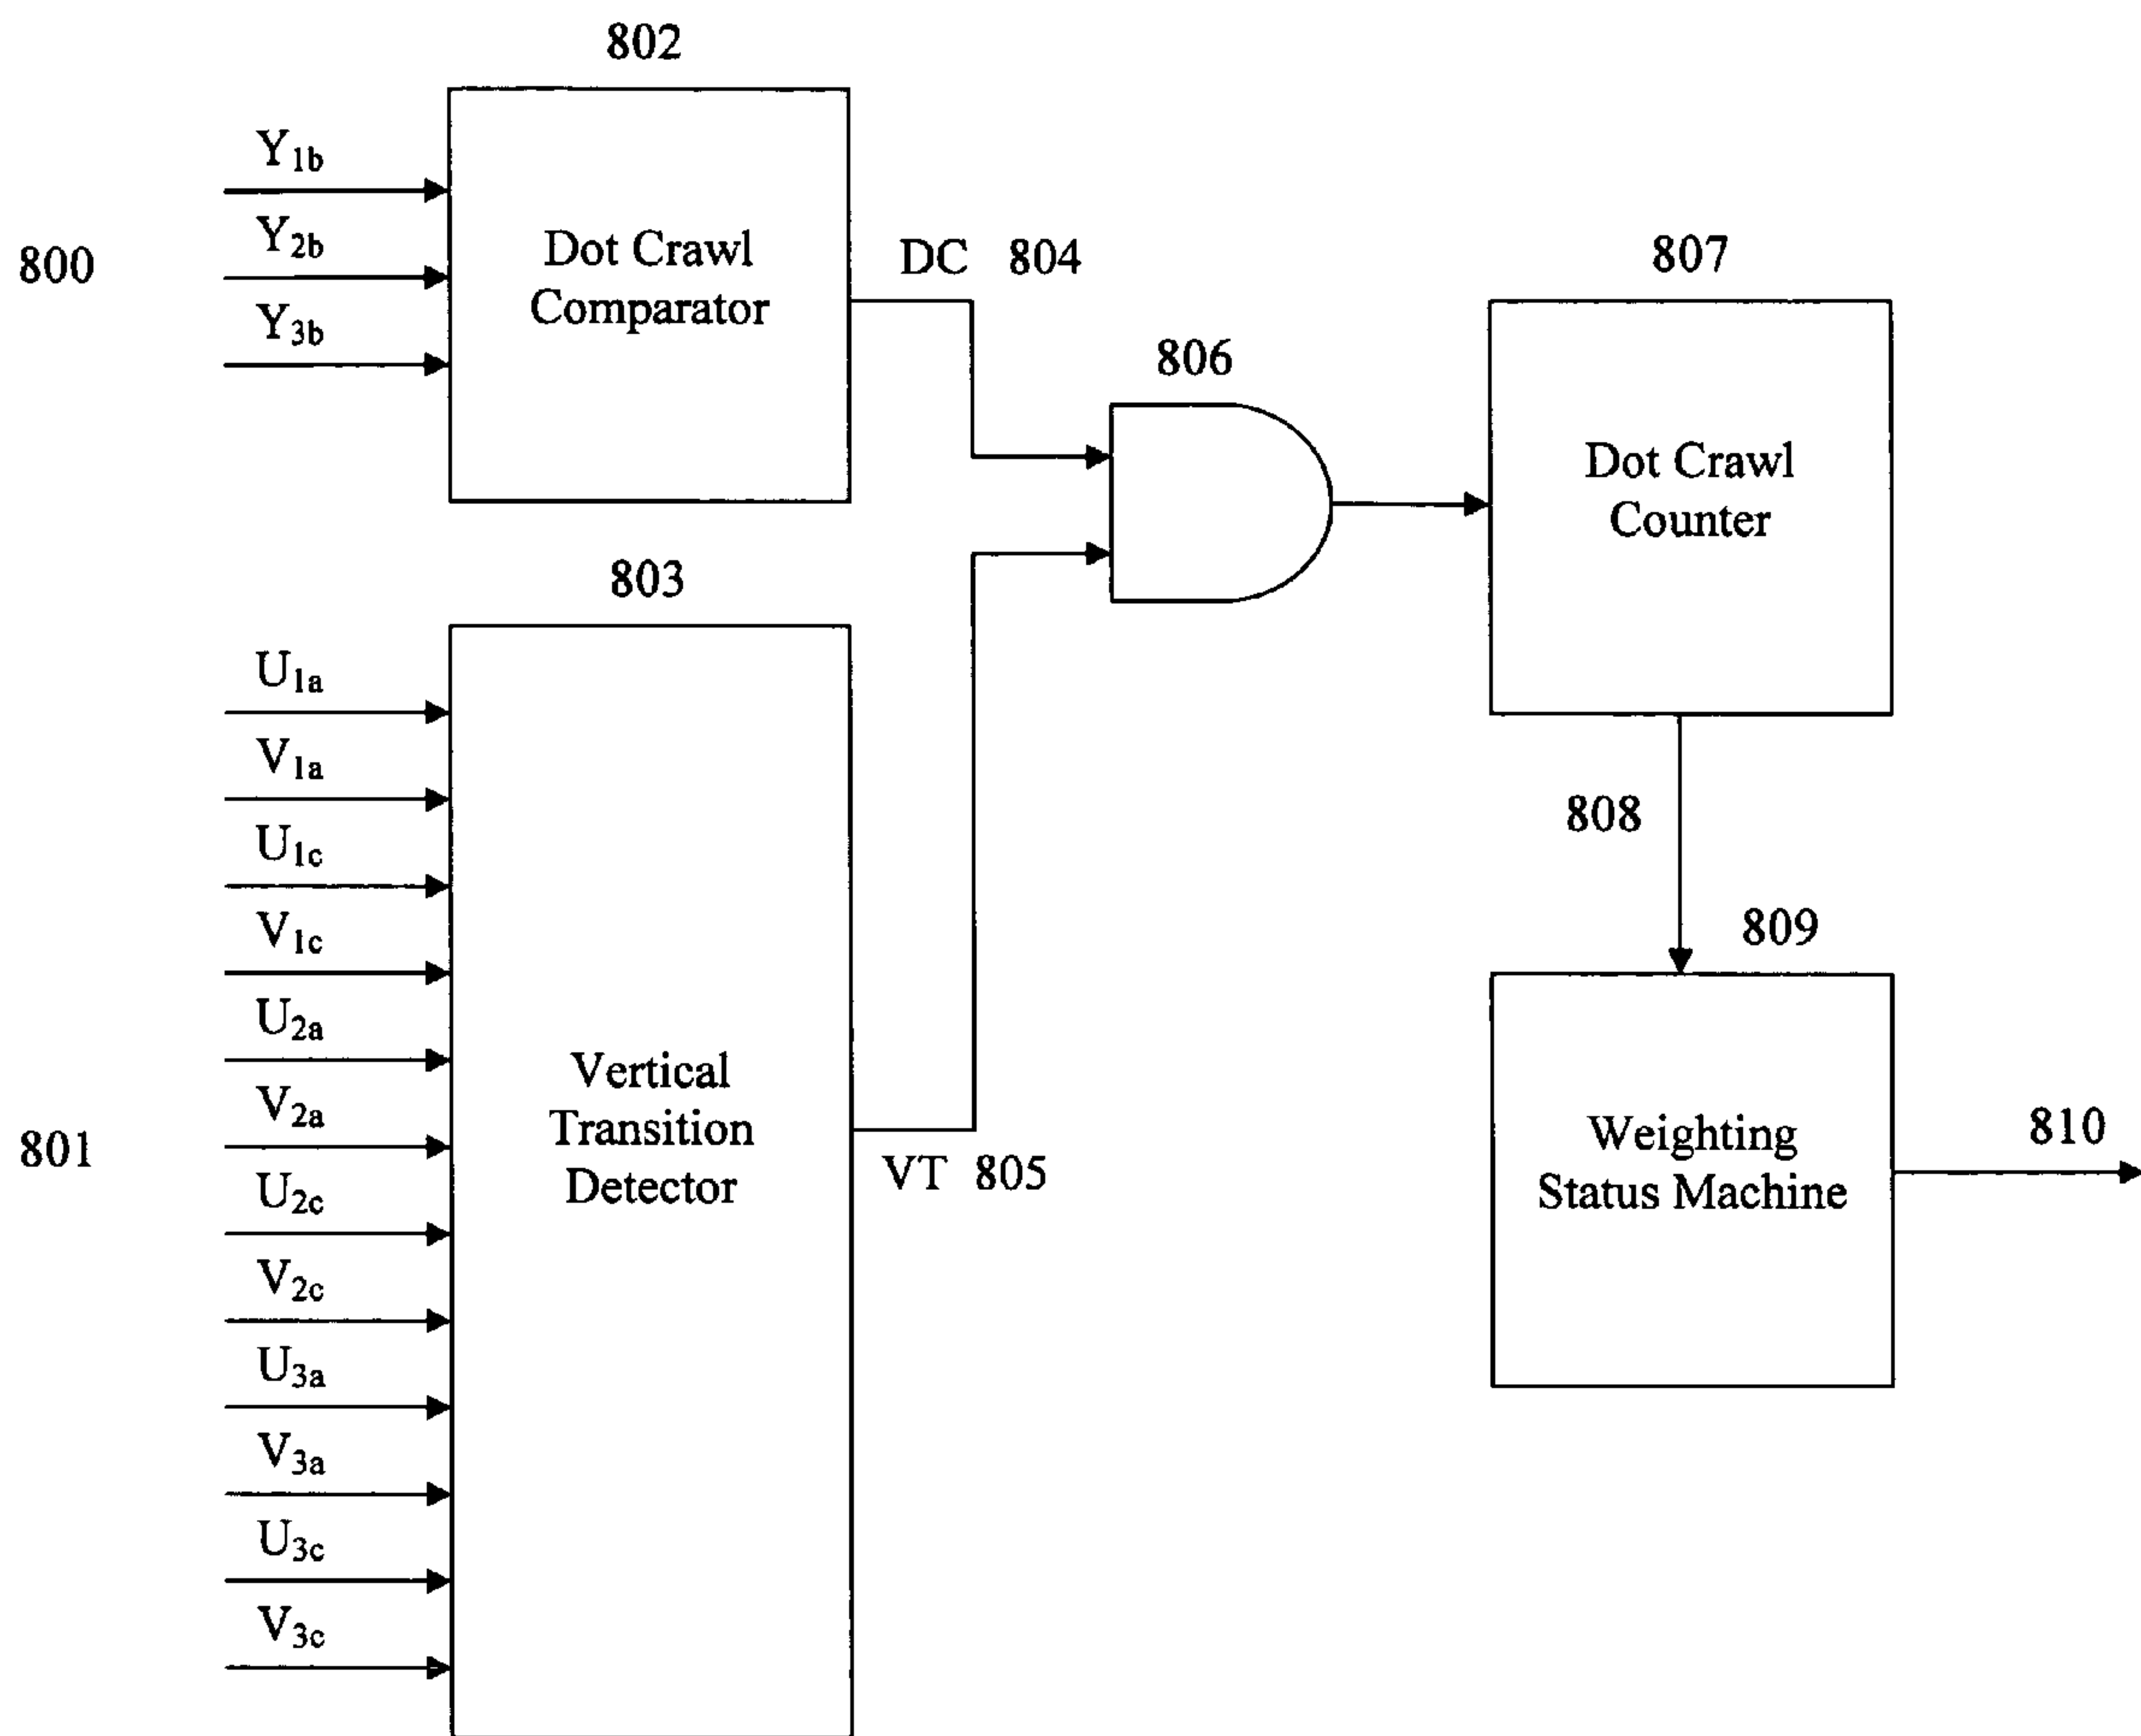 802
Y1b
Y2b
Y3b
800
Dot Crawl
Comparator
DC 804
807
806
Dot Crawl
Counter
803
U1a
V1a
U1c
V1c
U2a
V2a
U2c
V2c
U3a
V3a
U3c
V3c
801
Vertical
Transition
Detector
VT 805
808
809
Weighting
Status Machine
810